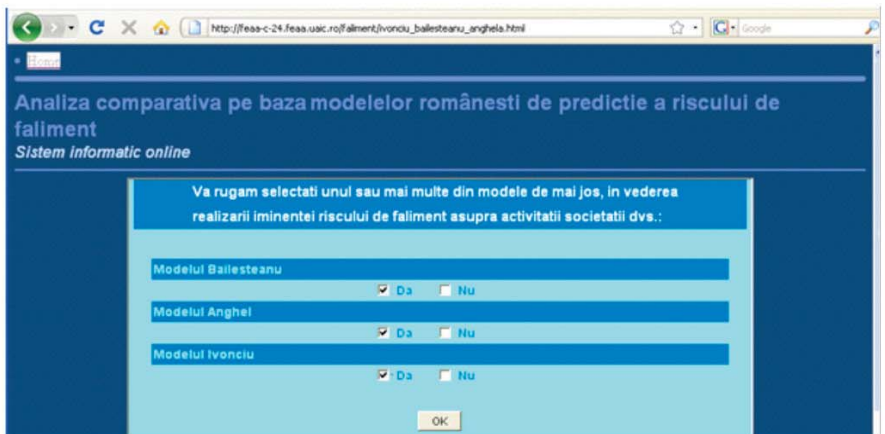 http://feaa-c-24.feaa.uaic.ro/faliment/ivonciu_bailesteanu_anghela.html
Google
Home
Analiza comparativa pe baza modelelor românesti de predictie a riscului de
faliment
Sistem informatic online
Va rugam selectati unul sau mai multe din modele de mai jos, in vederea
realizarii iminentei riscului de faliment asupra activitatii societatii dvs.:
Modelul Bailesteanu
Da Nu
Modelul Anghel
Da Nu
Modelul Ivonciu
Da Nu
OK